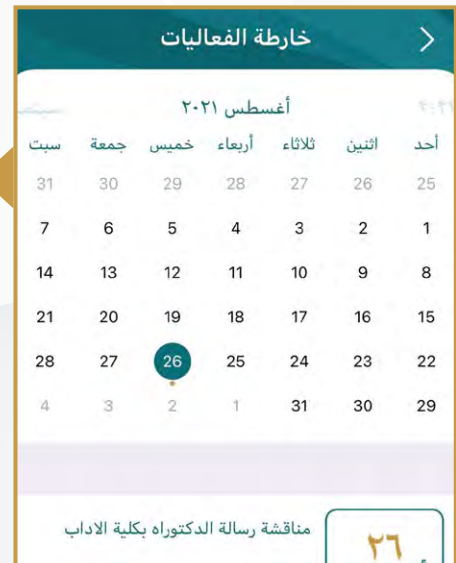 خارطة الفعاليات
أغسطس ٢٠٢١
أحد اثنين ثلاثاء أربعاء خميس جمعة سبت
25 26 27 28 29 30 31
1 2 3 4 5 6 7
8 9 10 11 12 13 14
15 16 17 18 19 20 21
22 23 24 25 26 27 28
29 30 31 1 2 3 4
٢٦
مناقشة رسالة الدكتوراه بكلية الاداب